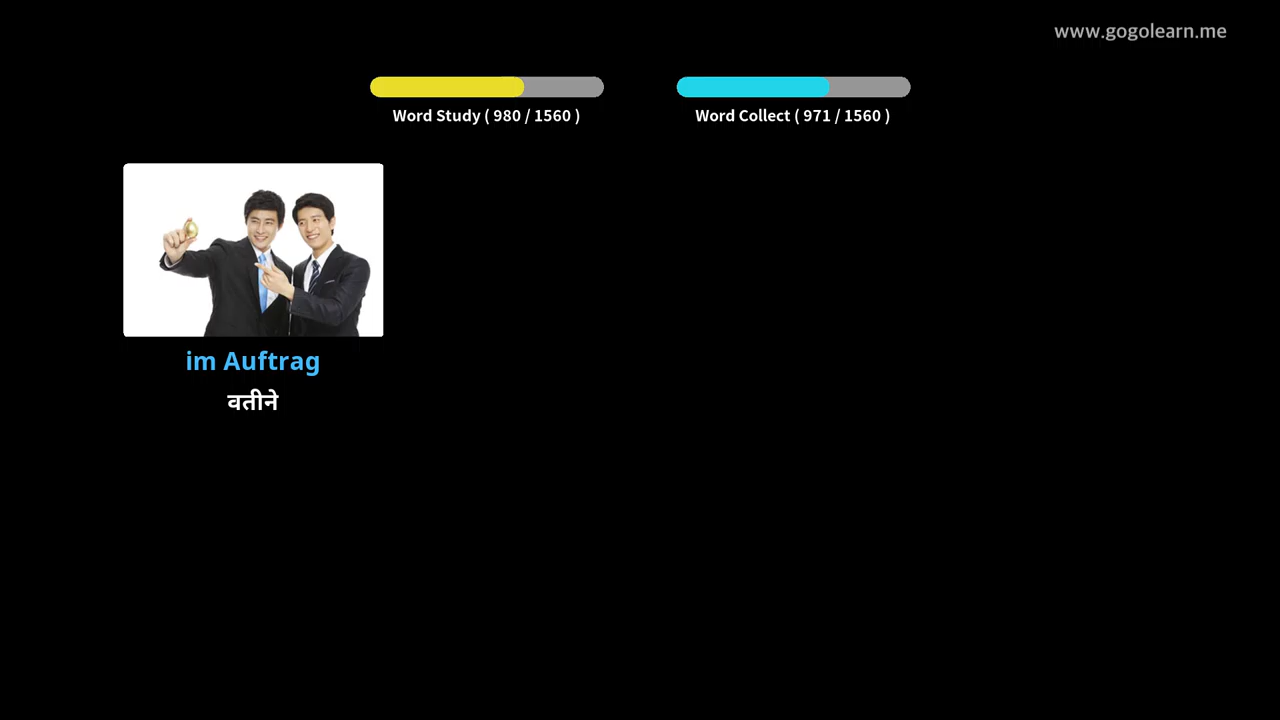 www.gogolearn.me
Word Study ( 980 / 1560 )
Word Collect ( 971 / 1560 )
im Auftrag
वतीने